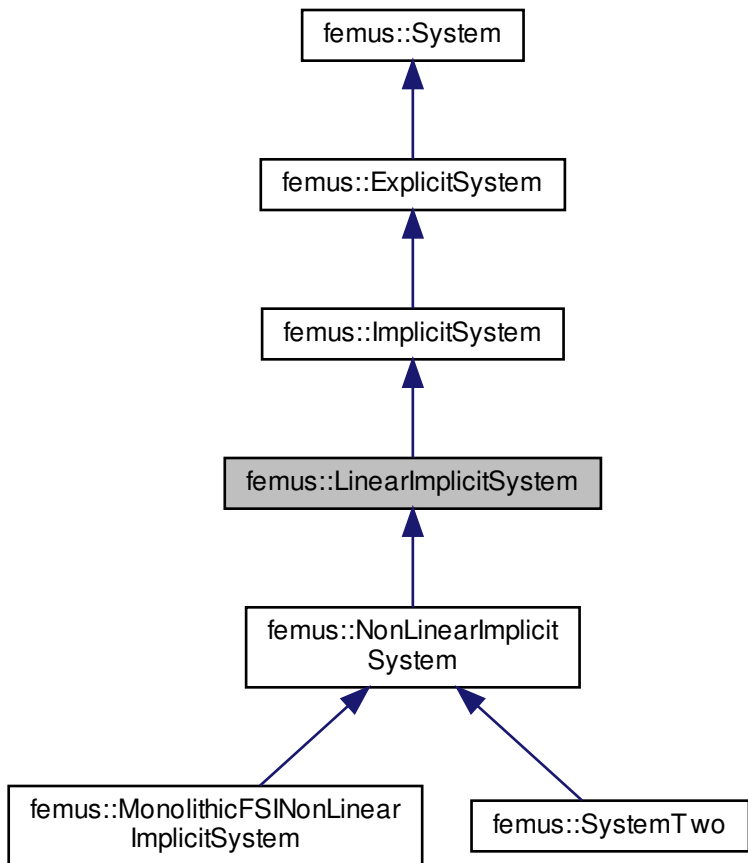 femus::System
femus::ExplicitSystem
femus::ImplicitSystem
femus::LinearImplicitSystem
femus::NonLinearImplicit
System
femus::MonolithicFSINonLinear
ImplicitSystem
femus::SystemTwo